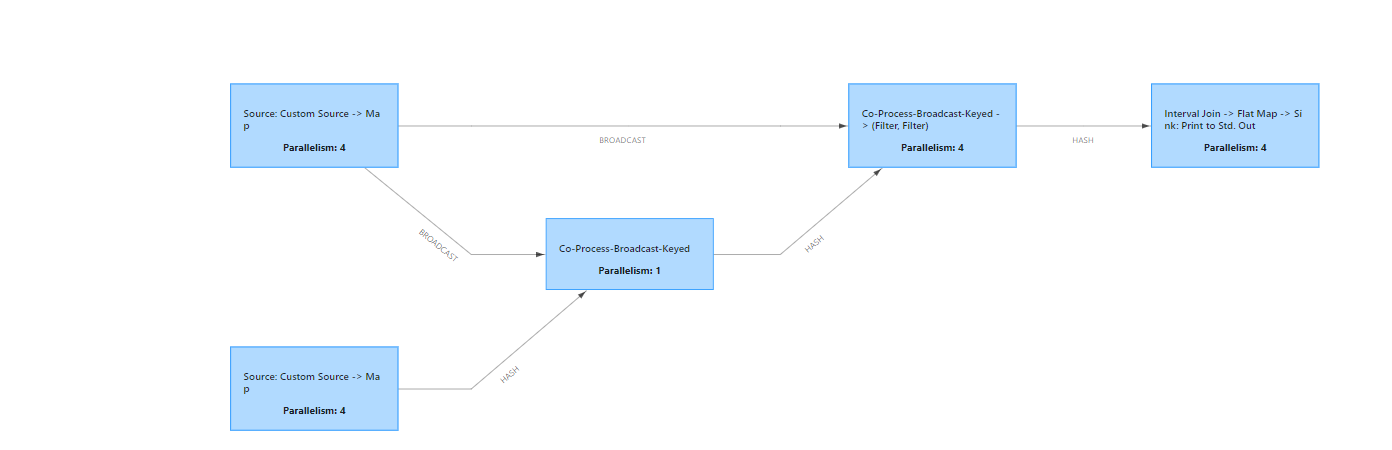 Source: Custom Source -> Ma
p
Parallelism: 4
BROADCAST
Co-Process-Broadcast-Keyed -
> (Filter, Filter)
Parallelism: 4
HASH
Interval Join -> Flat Map -> Si
nk: Print to Std. Out
Parallelism: 4
BROADCAST
Co-Process-Broadcast-Keyed
Parallelism: 1
HASH
Source: Custom Source -> Ma
p
Parallelism: 4
HASH